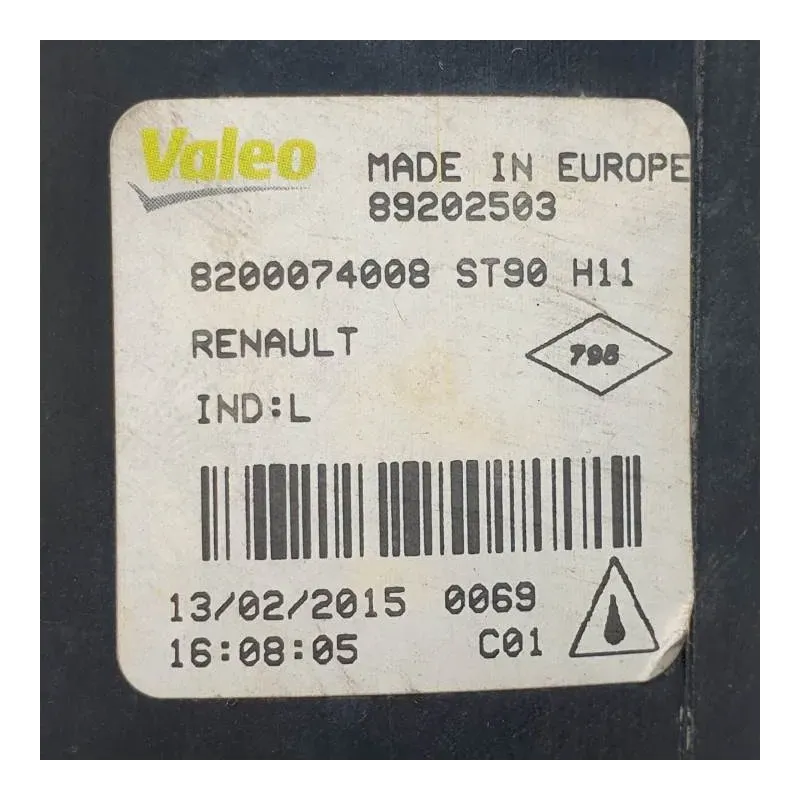 Valeo
MADE IN EUROPE
89202503
8200074008 ST90 H11
RENAULT
795
IND:L
13/02/2015 0069
16:08:05 C01